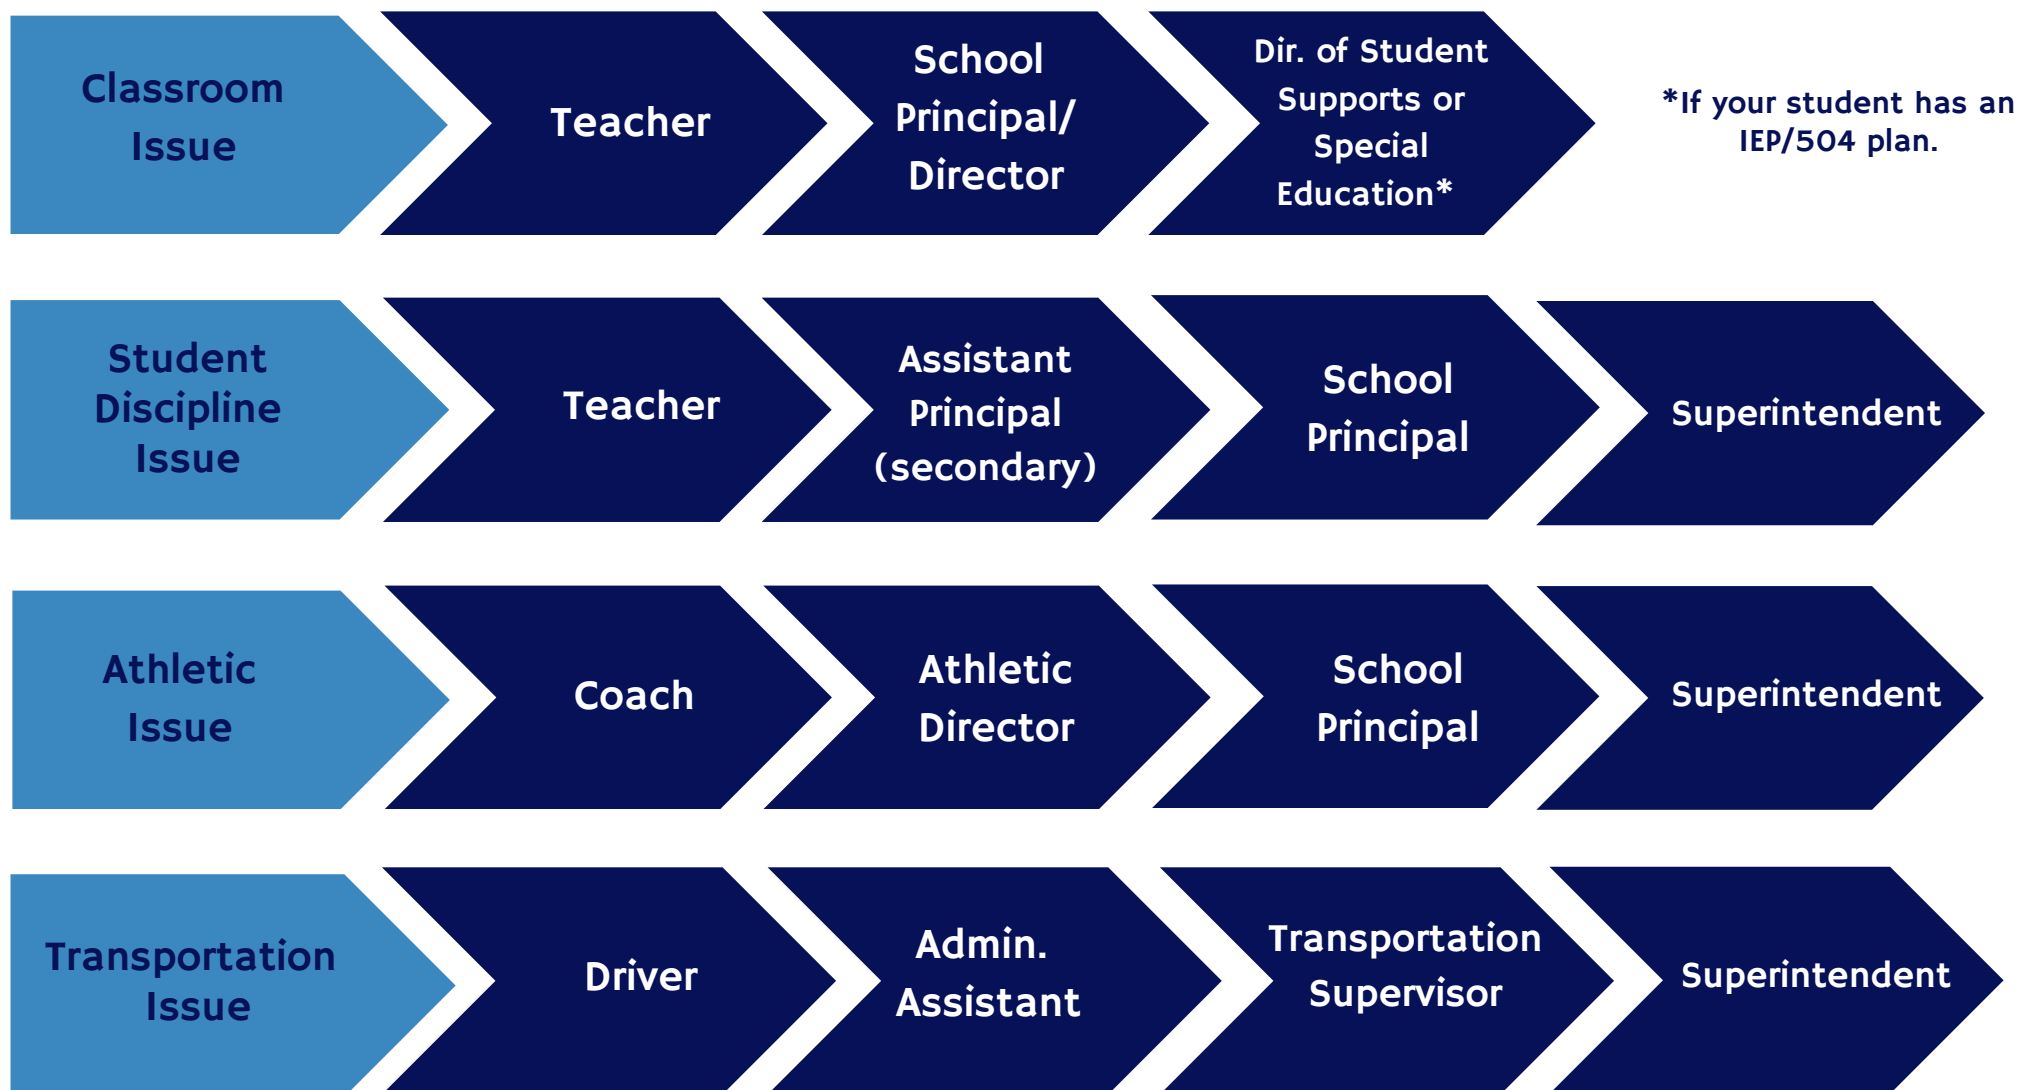 Classroom
Issue
Teacher
School
Principal/
Director
Dir. of Student
Supports or
Special
Education*
*If your student has an
IEP/504 plan.
Student
Discipline
Issue
Teacher
Assistant
Principal
(secondary)
School
Principal
Superintendent
Athletic
Issue
Coach
Athletic
Director
School
Principal
Superintendent
Transportation
Issue
Driver
Admin.
Assistant
Transportation
Supervisor
Superintendent